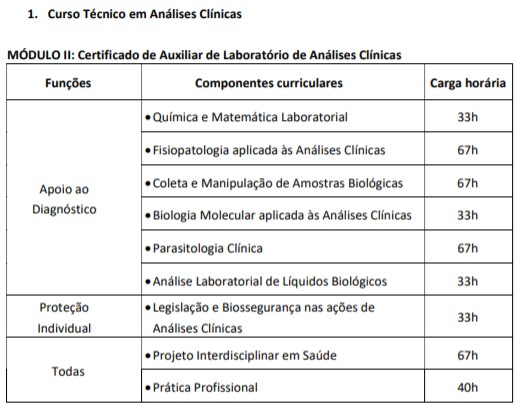 1. Curso Técnico em Análises Clínicas
MÓDULO II: Certificado de Auxiliar de Laboratório de Análises Clínicas
Funções Componentes curriculares Carga horária
Apoio ao
Diagnóstico
• Química e Matemática Laboratorial 33h
• Fisiopatologia aplicada às Análises Clínicas 67h
• Coleta e Manipulação de Amostras Biológicas 67h
• Biologia Molecular aplicada às Análises Clínicas 33h
• Parasitologia Clínica 67h
• Análise Laboratorial de Líquidos Biológicos 33h
Proteção
Individual
• Legislação e Biossegurança nas ações de
Análises Clínicas
33h
Todas
• Projeto Interdisciplinar em Saúde 67h
• Prática Profissional 40h